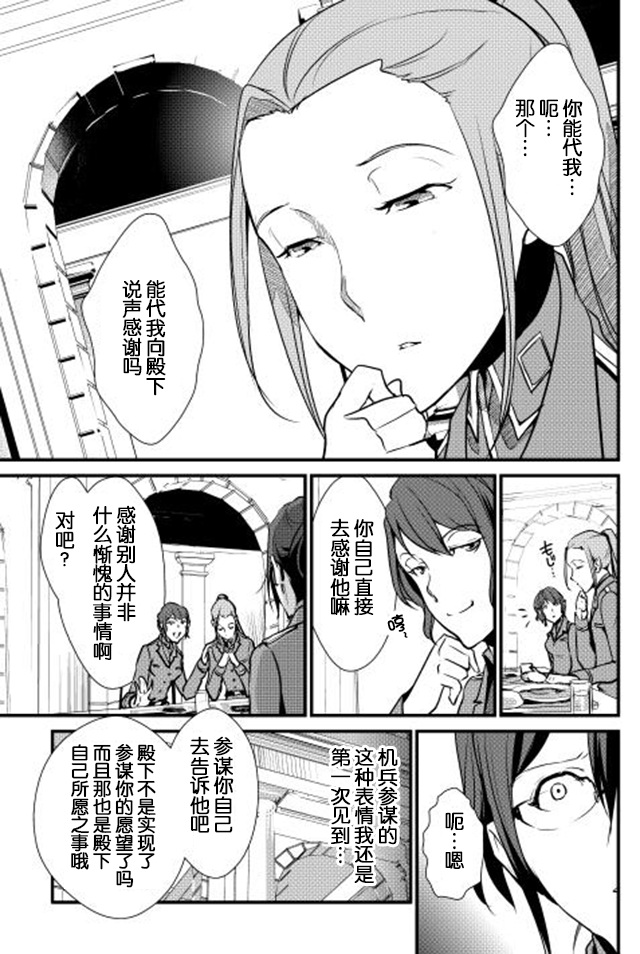 你能代我…
呃…
那个…
能代我向殿下
说声感谢吗
もじ
你自己直接
去感谢他嘛
嘻?
感谢别人并非
什么惭愧的事情啊
对吧？
呃…嗯
机兵参谋的
这种表情我还是
第一次见到…
参谋你自己
去告诉他吧
殿下不是实现了
参谋你的愿望了吗
而且那也是殿下
自己所愿之事哦